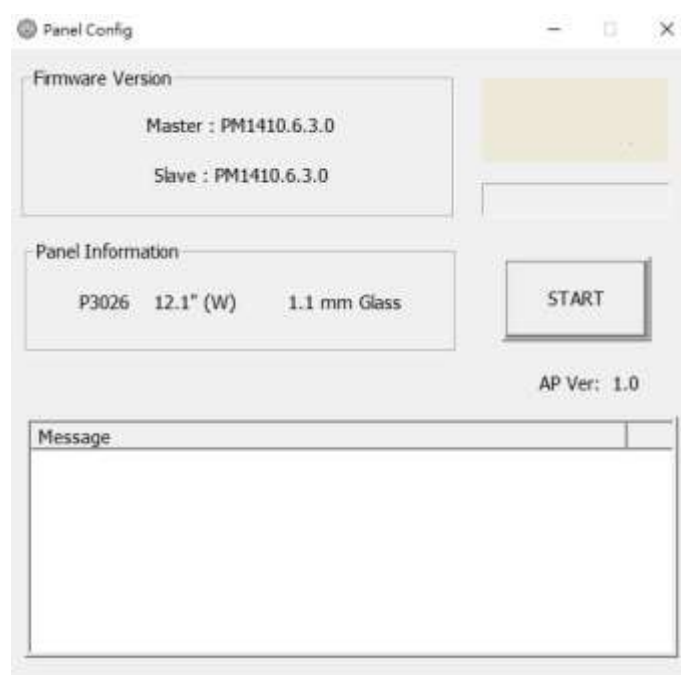 Panel Config
Firmware Version
Master : PM1410.6.3.0
Slave : PM1410.6.3.0
Panel Information
P3026 12.1" (W) 1.1 mm Glass
START
AP Ver: 1.0
Message